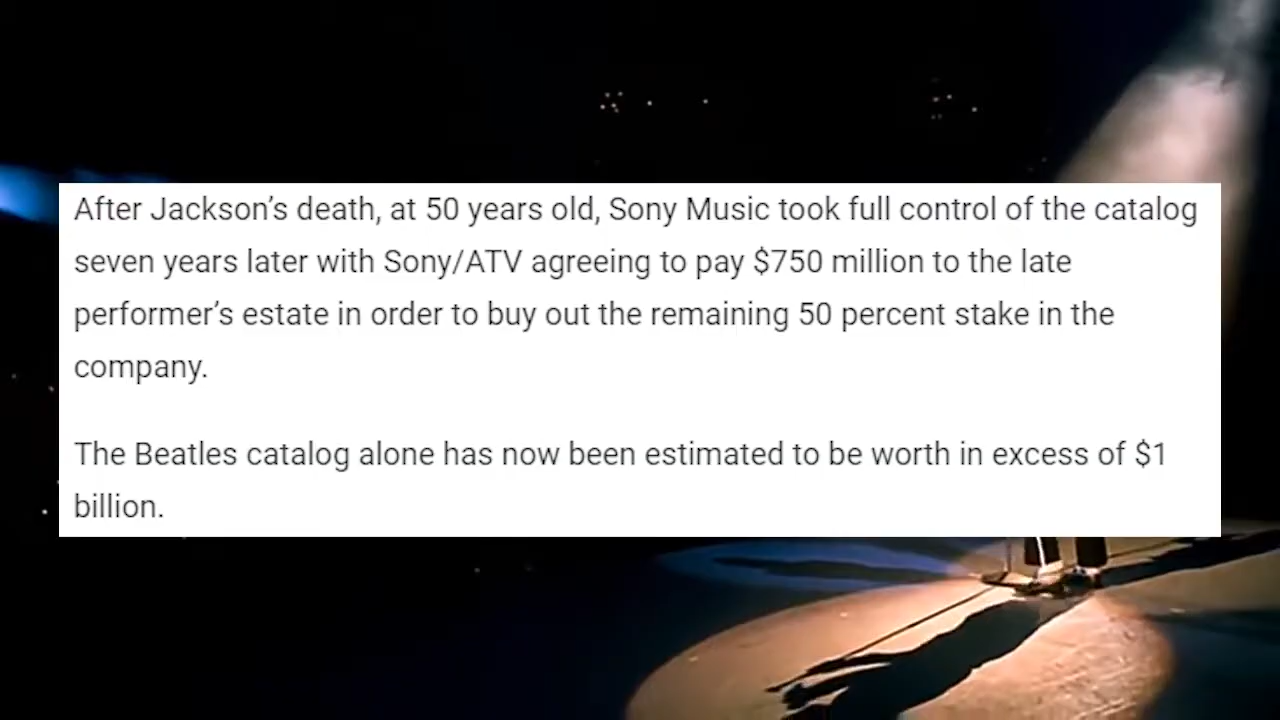 After Jackson’s death, at 50 years old, Sony Music took full control of the catalog
seven years later with Sony/ATV agreeing to pay $750 million to the late
performer’s estate in order to buy out the remaining 50 percent stake in the
company.
The Beatles catalog alone has now been estimated to be worth in excess of $1
billion.